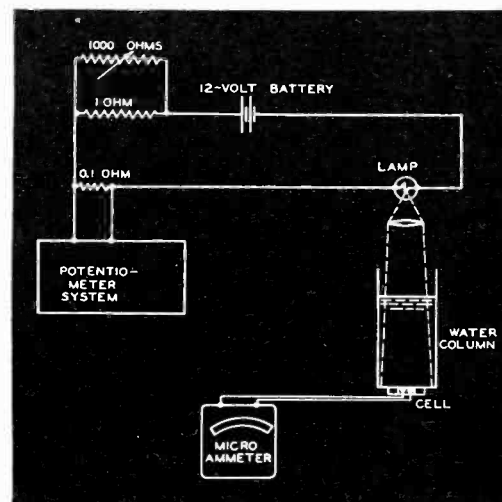 1000 OHMS
1 OHM
12-VOLT BATTERY
LAMP
0.1 OHM
POTENTIO-
METER
SYSTEM
WATER
COLUMN
CELL
MICRO
AMMETER